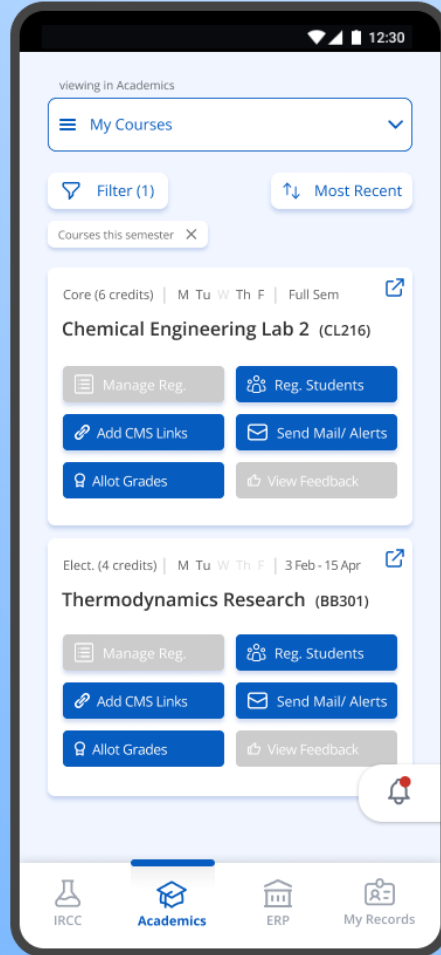 12:30
viewing in Academics
My Courses
Filter (1) Most Recent
Courses this semester
Core (6 credits) M Tu W Th F Full Sem
Chemical Engineering Lab 2 (CL216)
Manage Reg. Reg. Students
Add CMS Links Send Mail/ Alerts
Allot Grades View Feedback
Elect. (4 credits) M Tu W Th F 3 Feb - 15 Apr
Thermodynamics Research (BB301)
Manage Reg. Reg. Students
Add CMS Links Send Mail/ Alerts
Allot Grades View Feedback
IRCC Academics ERP My Records